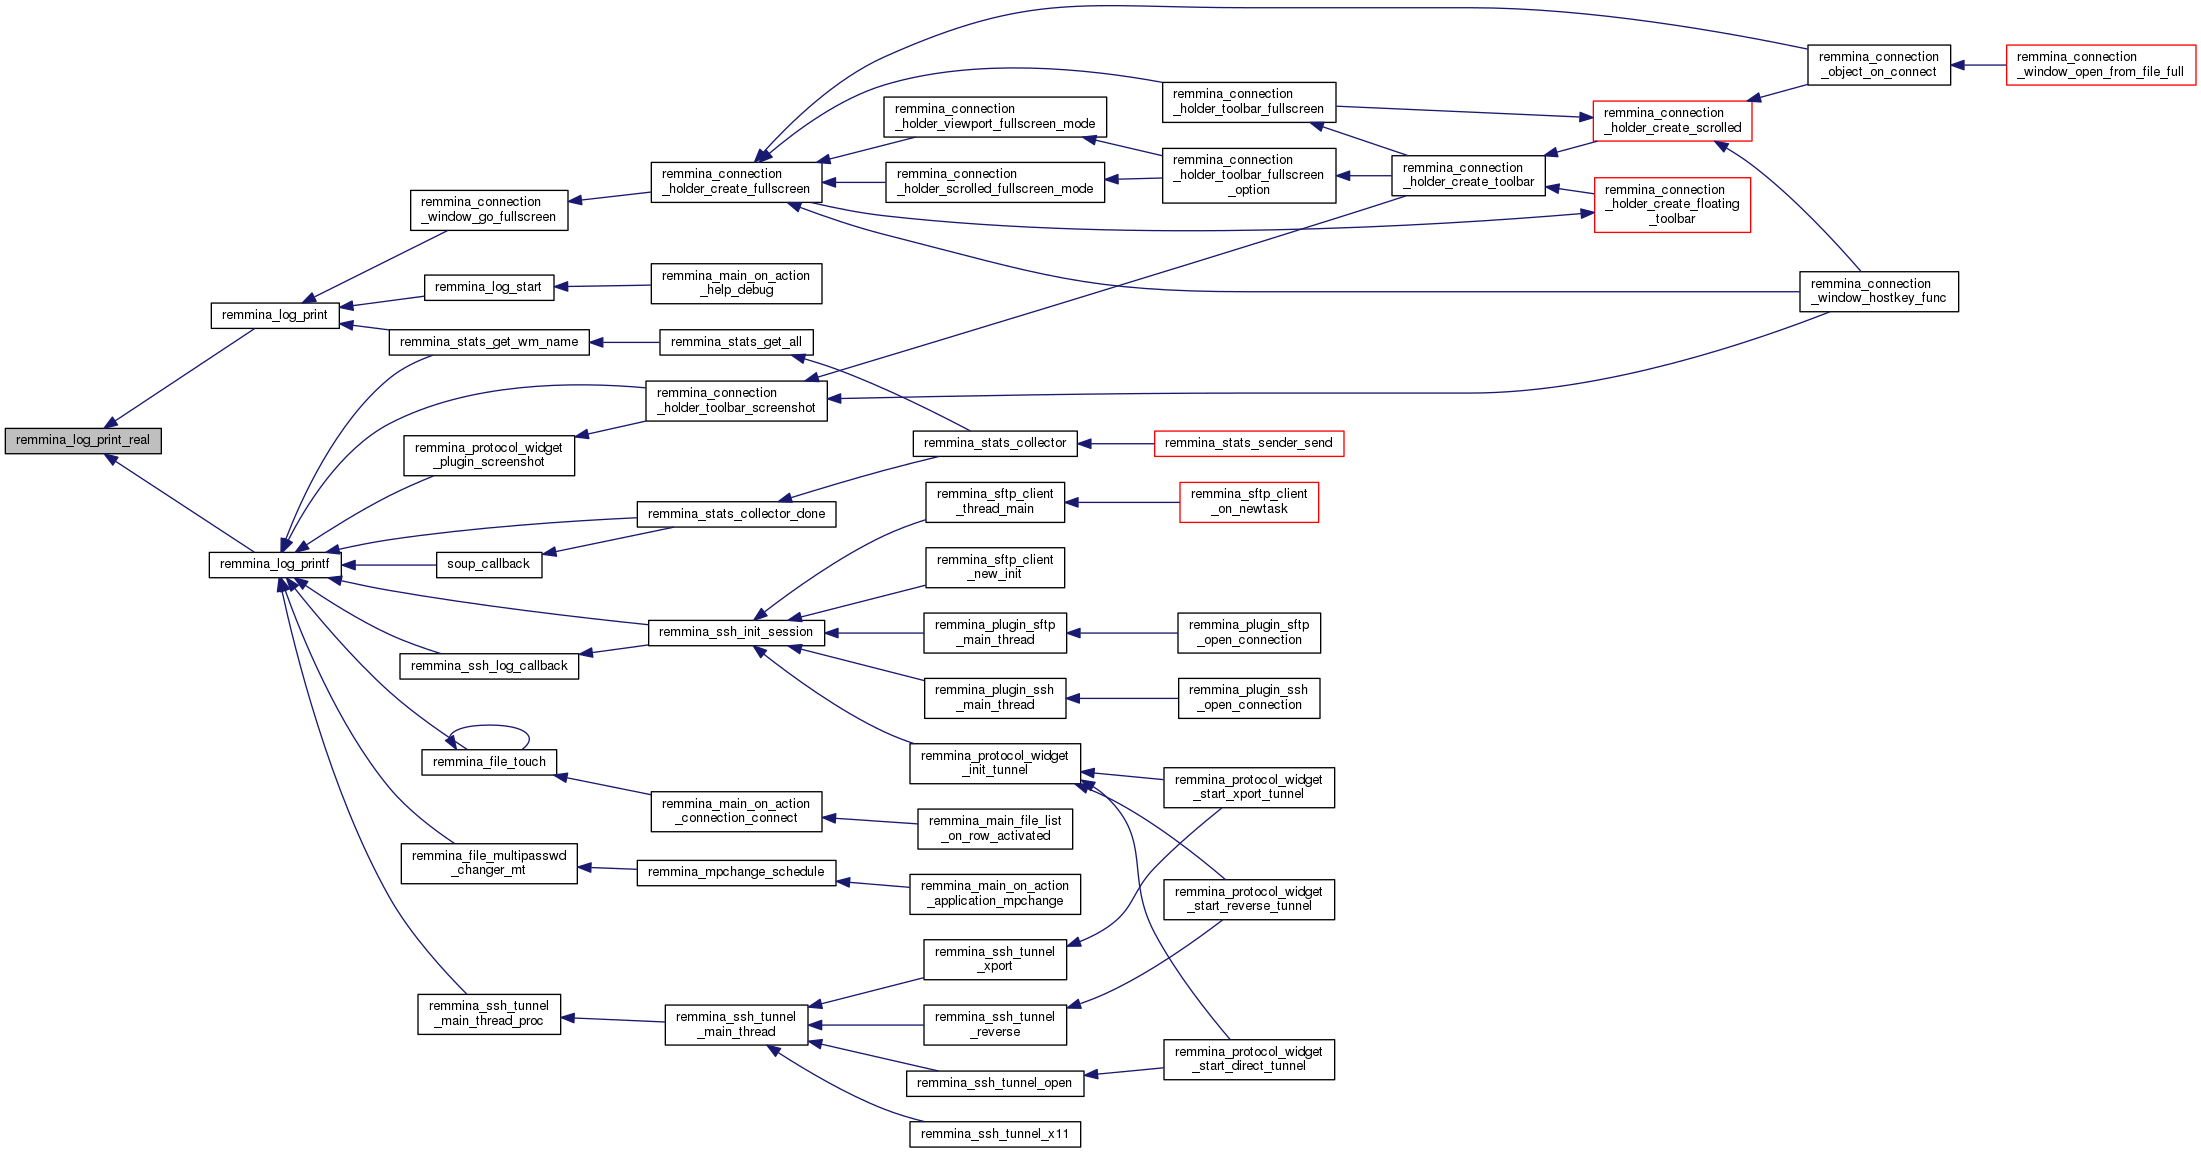 remmina_log_print_real
remmina_log_print
remmina_log_printf
remmina_connection
_window_go_fullscreen
remmina_log_start
remmina_stats_get_wm_name
remmina_protocol_widget
_plugin_screenshot
soup_callback
remmina_ssh_log_callback
remmina_file_touch
remmina_file_multipasswd
_changer_mt
remmina_ssh_tunnel
_main_thread_proc
remmina_connection
_holder_create_fullscreen
remmina_main_on_action
_help_debug
remmina_stats_get_all
remmina_connection
_holder_toolbar_screenshot
remmina_stats_collector_done
remmina_ssh_init_session
remmina_main_on_action
_connection_connect
remmina_mpchange_schedule
remmina_ssh_tunnel
_main_thread
remmina_connection
_holder_viewport_fullscreen_mode
remmina_connection
_holder_scrolled_fullscreen_mode
remmina_stats_collector
remmina_sftp_client
_thread_main
remmina_sftp_client
_new_init
remmina_plugin_sftp
_main_thread
remmina_plugin_ssh
_main_thread
remmina_protocol_widget
_init_tunnel
remmina_main_file_list
_on_row_activated
remmina_main_on_action
_application_mpchange
remmina_ssh_tunnel
_xport
remmina_ssh_tunnel
_reverse
remmina_ssh_tunnel_open
remmina_ssh_tunnel_x11
remmina_connection
_holder_toolbar_fullscreen
remmina_connection
_holder_toolbar_fullscreen
_option
remmina_stats_sender_send
remmina_sftp_client
_on_newtask
remmina_plugin_sftp
_open_connection
remmina_plugin_ssh
_open_connection
remmina_protocol_widget
_start_xport_tunnel
remmina_protocol_widget
_start_reverse_tunnel
remmina_protocol_widget
_start_direct_tunnel
remmina_connection
_holder_create_toolbar
remmina_connection
_holder_create_scrolled
remmina_connection
_holder_create_floating
_toolbar
remmina_connection
_object_on_connect
remmina_connection
_window_hostkey_func
remmina_connection
_window_open_from_file_full